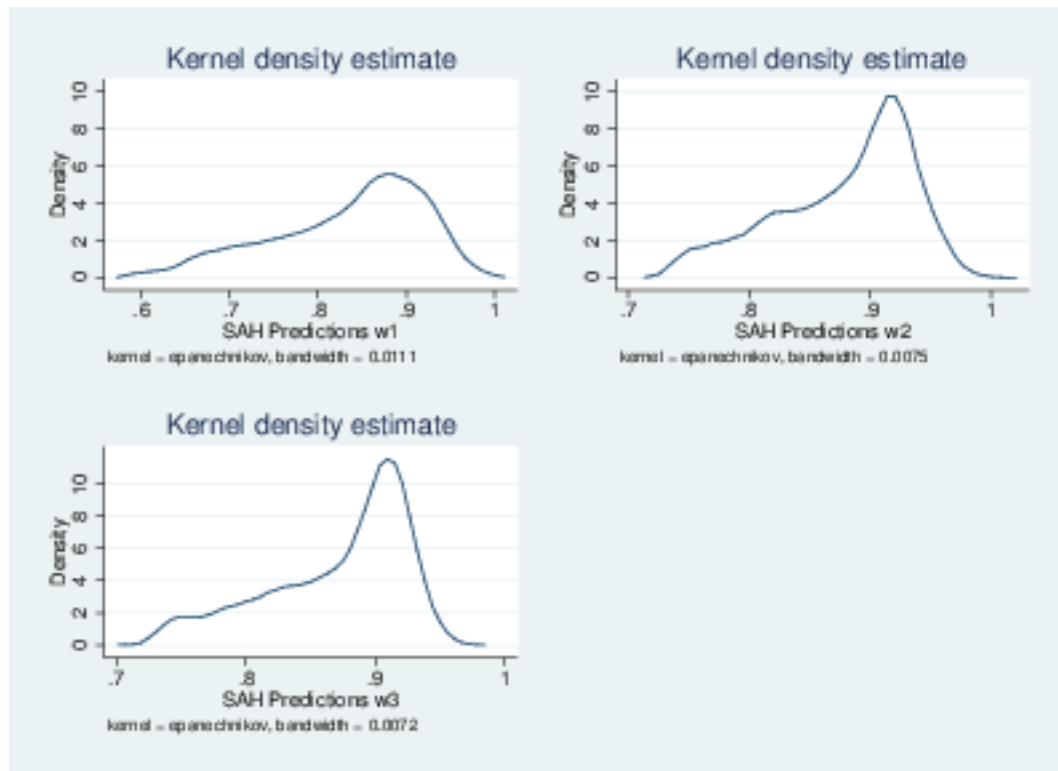 Kernel density estimate
Density
0 2 4 6 8 10
.6 .7 .8 .9 1
SAH Predictions w1
kernel = epanechnikov, bandwidth = 0.0111
Kernel density estimate
Density
0 2 4 6 8 10
.7 .8 .9 1
SAH Predictions w2
kernel = epanechnikov, bandwidth = 0.0075
Kernel density estimate
Density
0 2 4 6 8 10
.7 .8 .9 1
SAH Predictions w3
kernel = epanechnikov, bandwidth = 0.0072